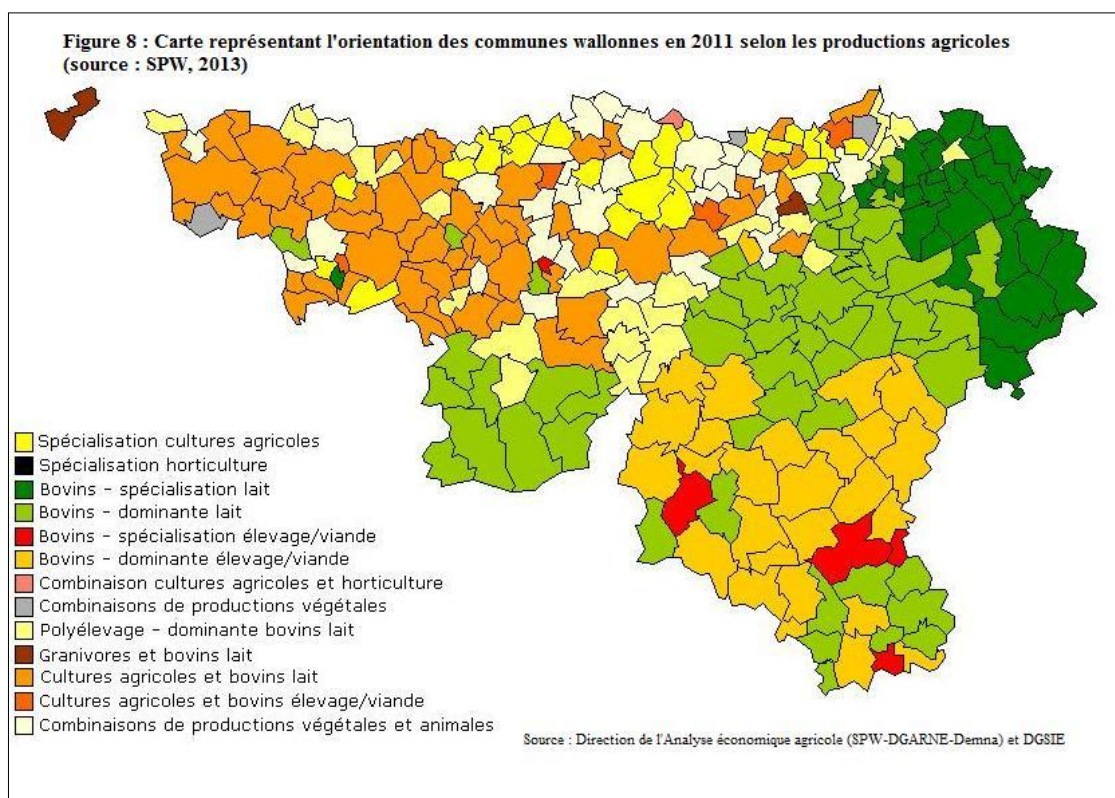 Figure 8 : Carte représentant l'orientation des communes wallonnes en 2011 selon les productions agricoles
(source : SPW, 2013)
Spécialisation cultures agricoles
Spécialisation horticulture
Bovins - spécialisation lait
Bovins - dominante lait
Bovins - spécialisation élevage/viande
Bovins - dominante élevage/viande
Combinaison cultures agricoles et horticulture
Combinaisons de productions végétales
Polyélevage - dominante bovins lait
Granivores et bovins lait
Cultures agricoles et bovins lait
Cultures agricoles et bovins élevage/viande
Combinaisons de productions végétales et animales
Source : Direction de l'Analyse économique agricole (SPW-DGARNE-Demna) et DGSIE